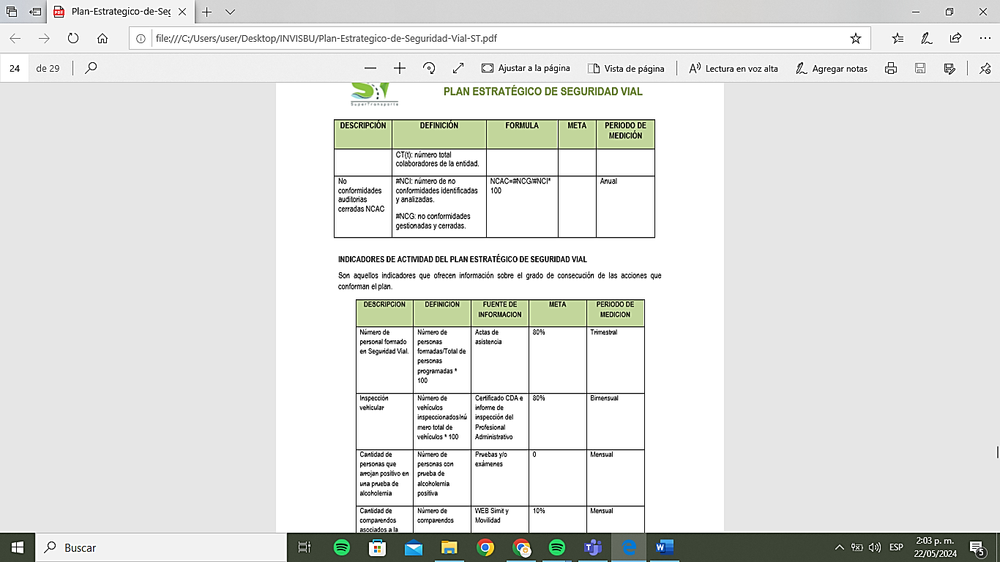 Plan-Estrategico-de-Seg
file:///C:/Users/user/Desktop/INVISBU/Plan-Estrategico-de-Seguridad-Vial-ST.pdf
24 de 29
Ajustar a la página
Vista de página
Lectura en voz alta
Agregar notas
SuperTransporte
PLAN ESTRATÉGICO DE SEGURIDAD VIAL
DESCRIPCIÓN
DEFINICIÓN
FORMULA
META
PERIODO DE
MEDICIÓN
CT(t): número total
colaboradores de la entidad.
No
conformidades
auditorias
cerradas NCAC
#NCI: número de no
conformidades identificadas
y analizadas.
#NCG: no conformidades
gestionadas y cerradas.
NCAC=#NCG/#NCI*
100
Anual
INDICADORES DE ACTIVIDAD DEL PLAN ESTRATÉGICO DE SEGURIDAD VIAL
Son aquellos indicadores que ofrecen información sobre el grado de consecución de las acciones que
conforman el plan.
DESCRIPCION
DEFINICION
FUENTE DE
INFORMACION
META
PERIODO DE
MEDICION
Número de
personal formado
en Seguridad Vial.
Número de
personas
formadas/Total de
personas
programadas *
100
Actas de
asistencia
80%
Trimestral
Inspección
vehicular
Número de
vehículos
inspeccionados/nú
mero total de
vehículos * 100
Certificado CDA e
informe de
inspección del
Profesional
Administrativo
80%
Bimensual
Cantidad de
personas que
arrojan positivo en
una prueba de
alcoholemia
Número de
personas con
prueba de
alcoholemia
positiva
Pruebas y/o
exámenes
0
Mensual
Cantidad de
comparendos
asociados a la
Número de
comparendos
WEB Simit y
Movilidad
10%
Mensual
Buscar
ESP
2:03 p. m.
22/05/2024
5